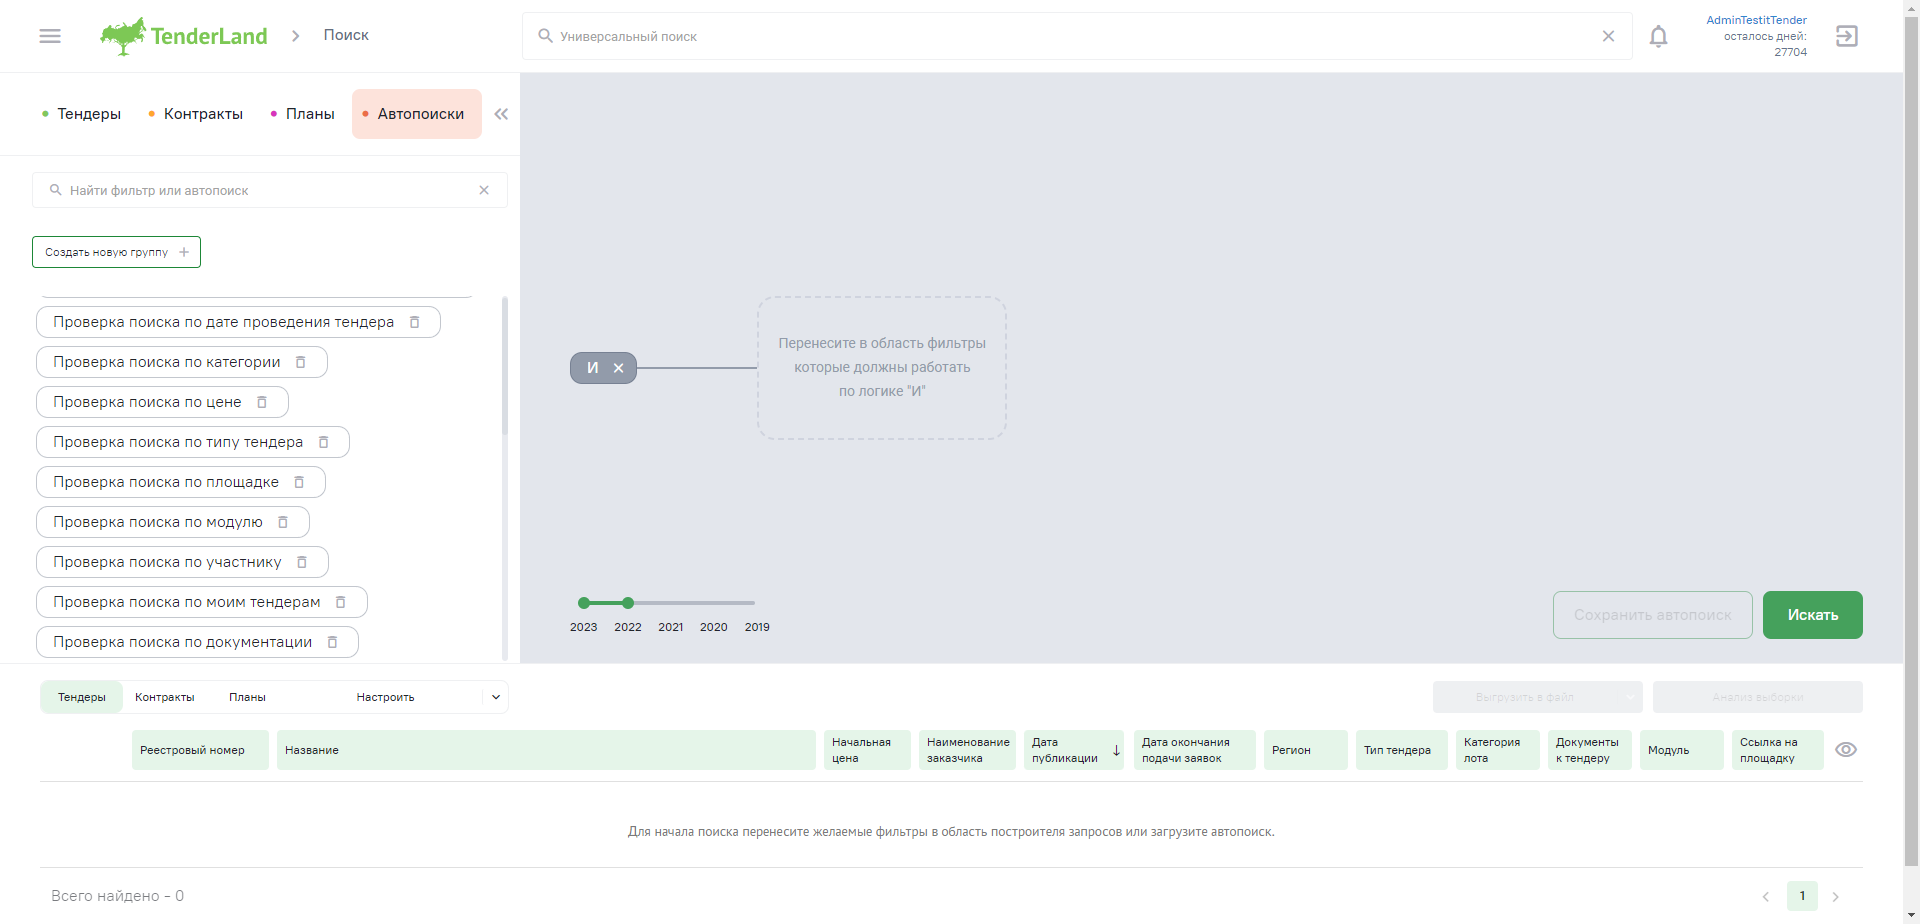 TenderLand
Поиск
Универсальный поиск
AdminTestitTender
осталось дней:
27704
Тендеры
Контракты
Планы
Автопоиски
Найти фильтр или автопоиск
Создать новую группу
Проверка поиска по дате проведения тендера
Проверка поиска по категории
Проверка поиска по цене
Проверка поиска по типу тендера
Проверка поиска по площадке
Проверка поиска по модулю
Проверка поиска по участнику
Проверка поиска по моим тендерам
Проверка поиска по документации
И
Перенесите в область фильтры
которые должны работать
по логике "И"
2023 2022 2021 2020 2019
Сохранить автопоиск
Искать
Тендеры
Контракты
Планы
Настроить
Выгрузить в файл
Анализ выборки
Реестровый номер
Название
Начальная
цена
Наименование
заказчика
Дата
публикации
Дата окончания
подачи заявок
Регион
Тип тендера
Категория
лота
Документы
к тендеру
Модуль
Ссылка на
площадку
Для начала поиска перенесите желаемые фильтры в область построителя запросов или загрузите автопоиск.
Всего найдено - 0
1